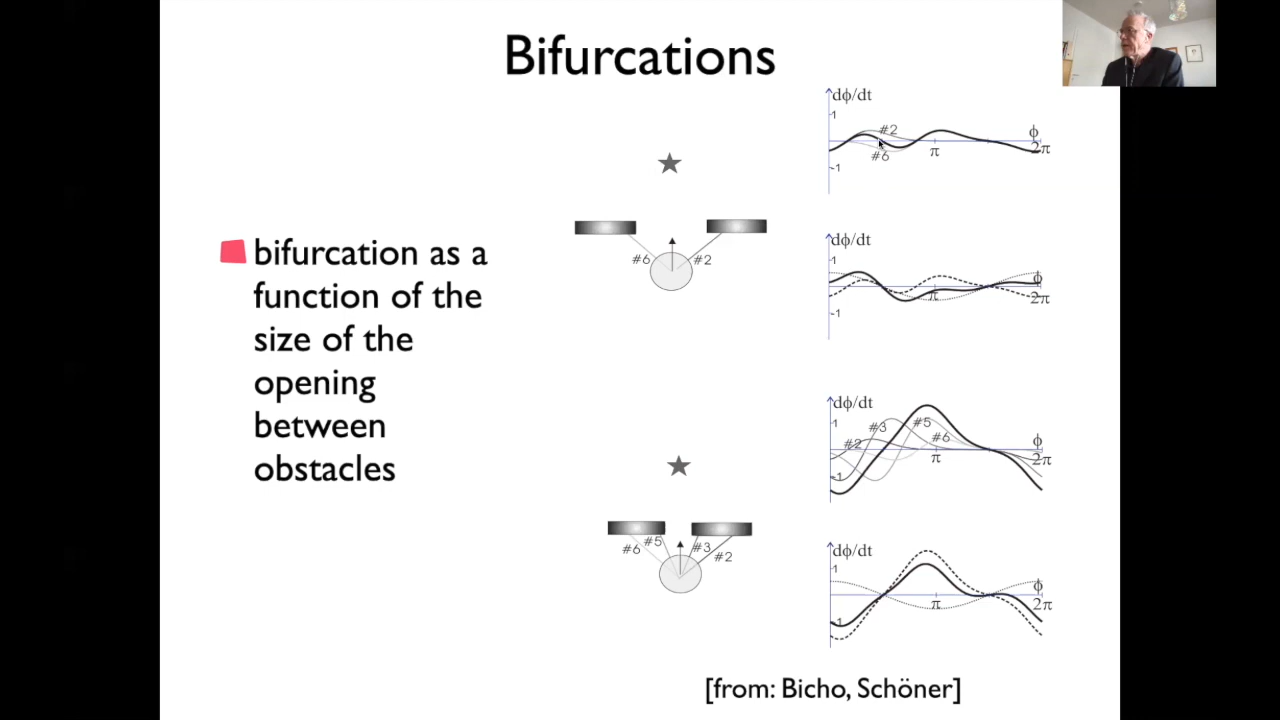 Bifurcations
bifurcation as a
function of the
size of the
opening
between
obstacles
#6
#2
#6
#5
#3
#2
dϕ/dt
1
#2
#6
π
ϕ
2π
-1
dϕ/dt
1
π
ϕ
2π
-1
dϕ/dt
1
#2
#3
#5
#6
π
ϕ
2π
-1
dϕ/dt
1
π
ϕ
2π
-1
[from: Bicho, Schöner]